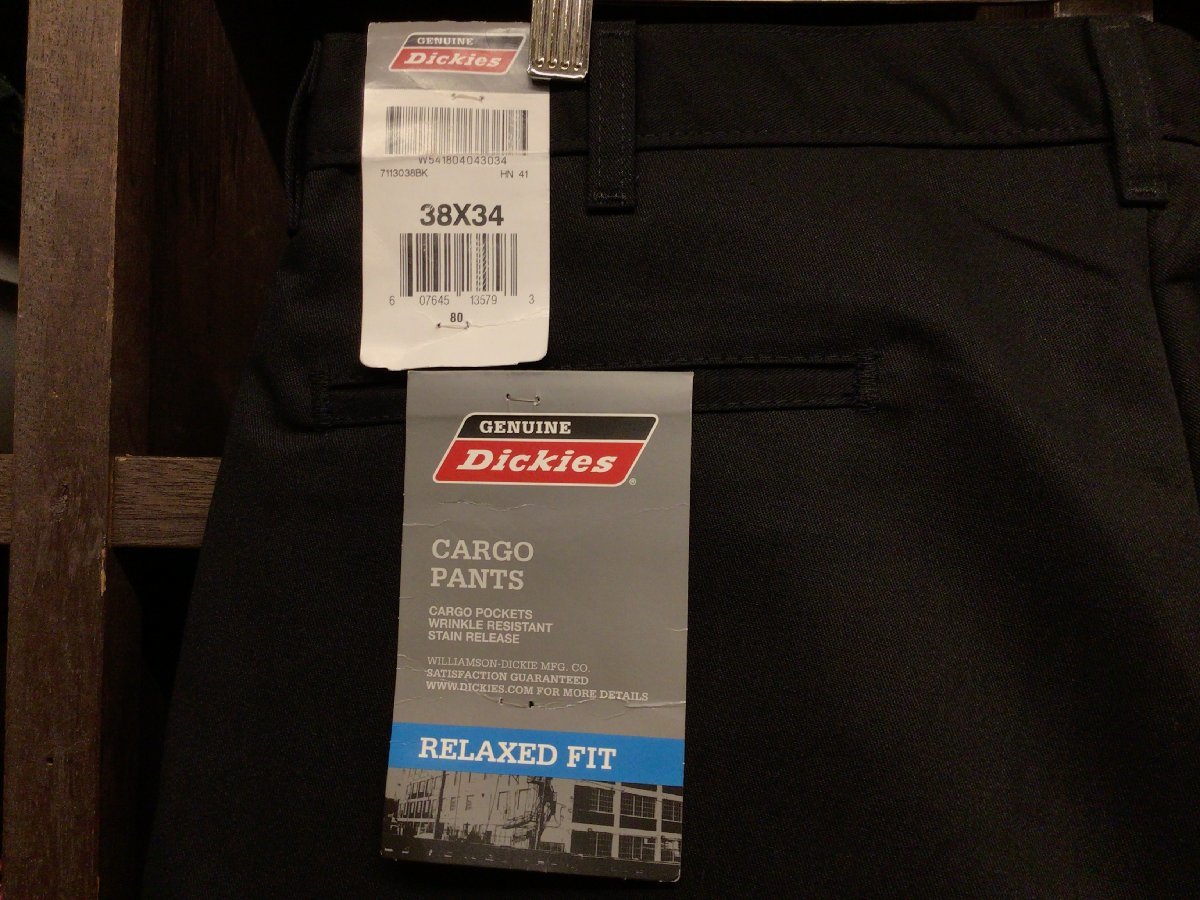 GENUINE
Dickies
W541804043034
7113038BK HN 41
38X34
6 07645 13579 3
80
GENUINE
Dickies®
CARGO
PANTS
CARGO POCKETS
WRINKLE RESISTANT
STAIN RELEASE
WILLIAMSON-DICKIE MFG. CO.
SATISFACTION GUARANTEED
WWW.DICKIES.COM FOR MORE DETAILS
RELAXED FIT